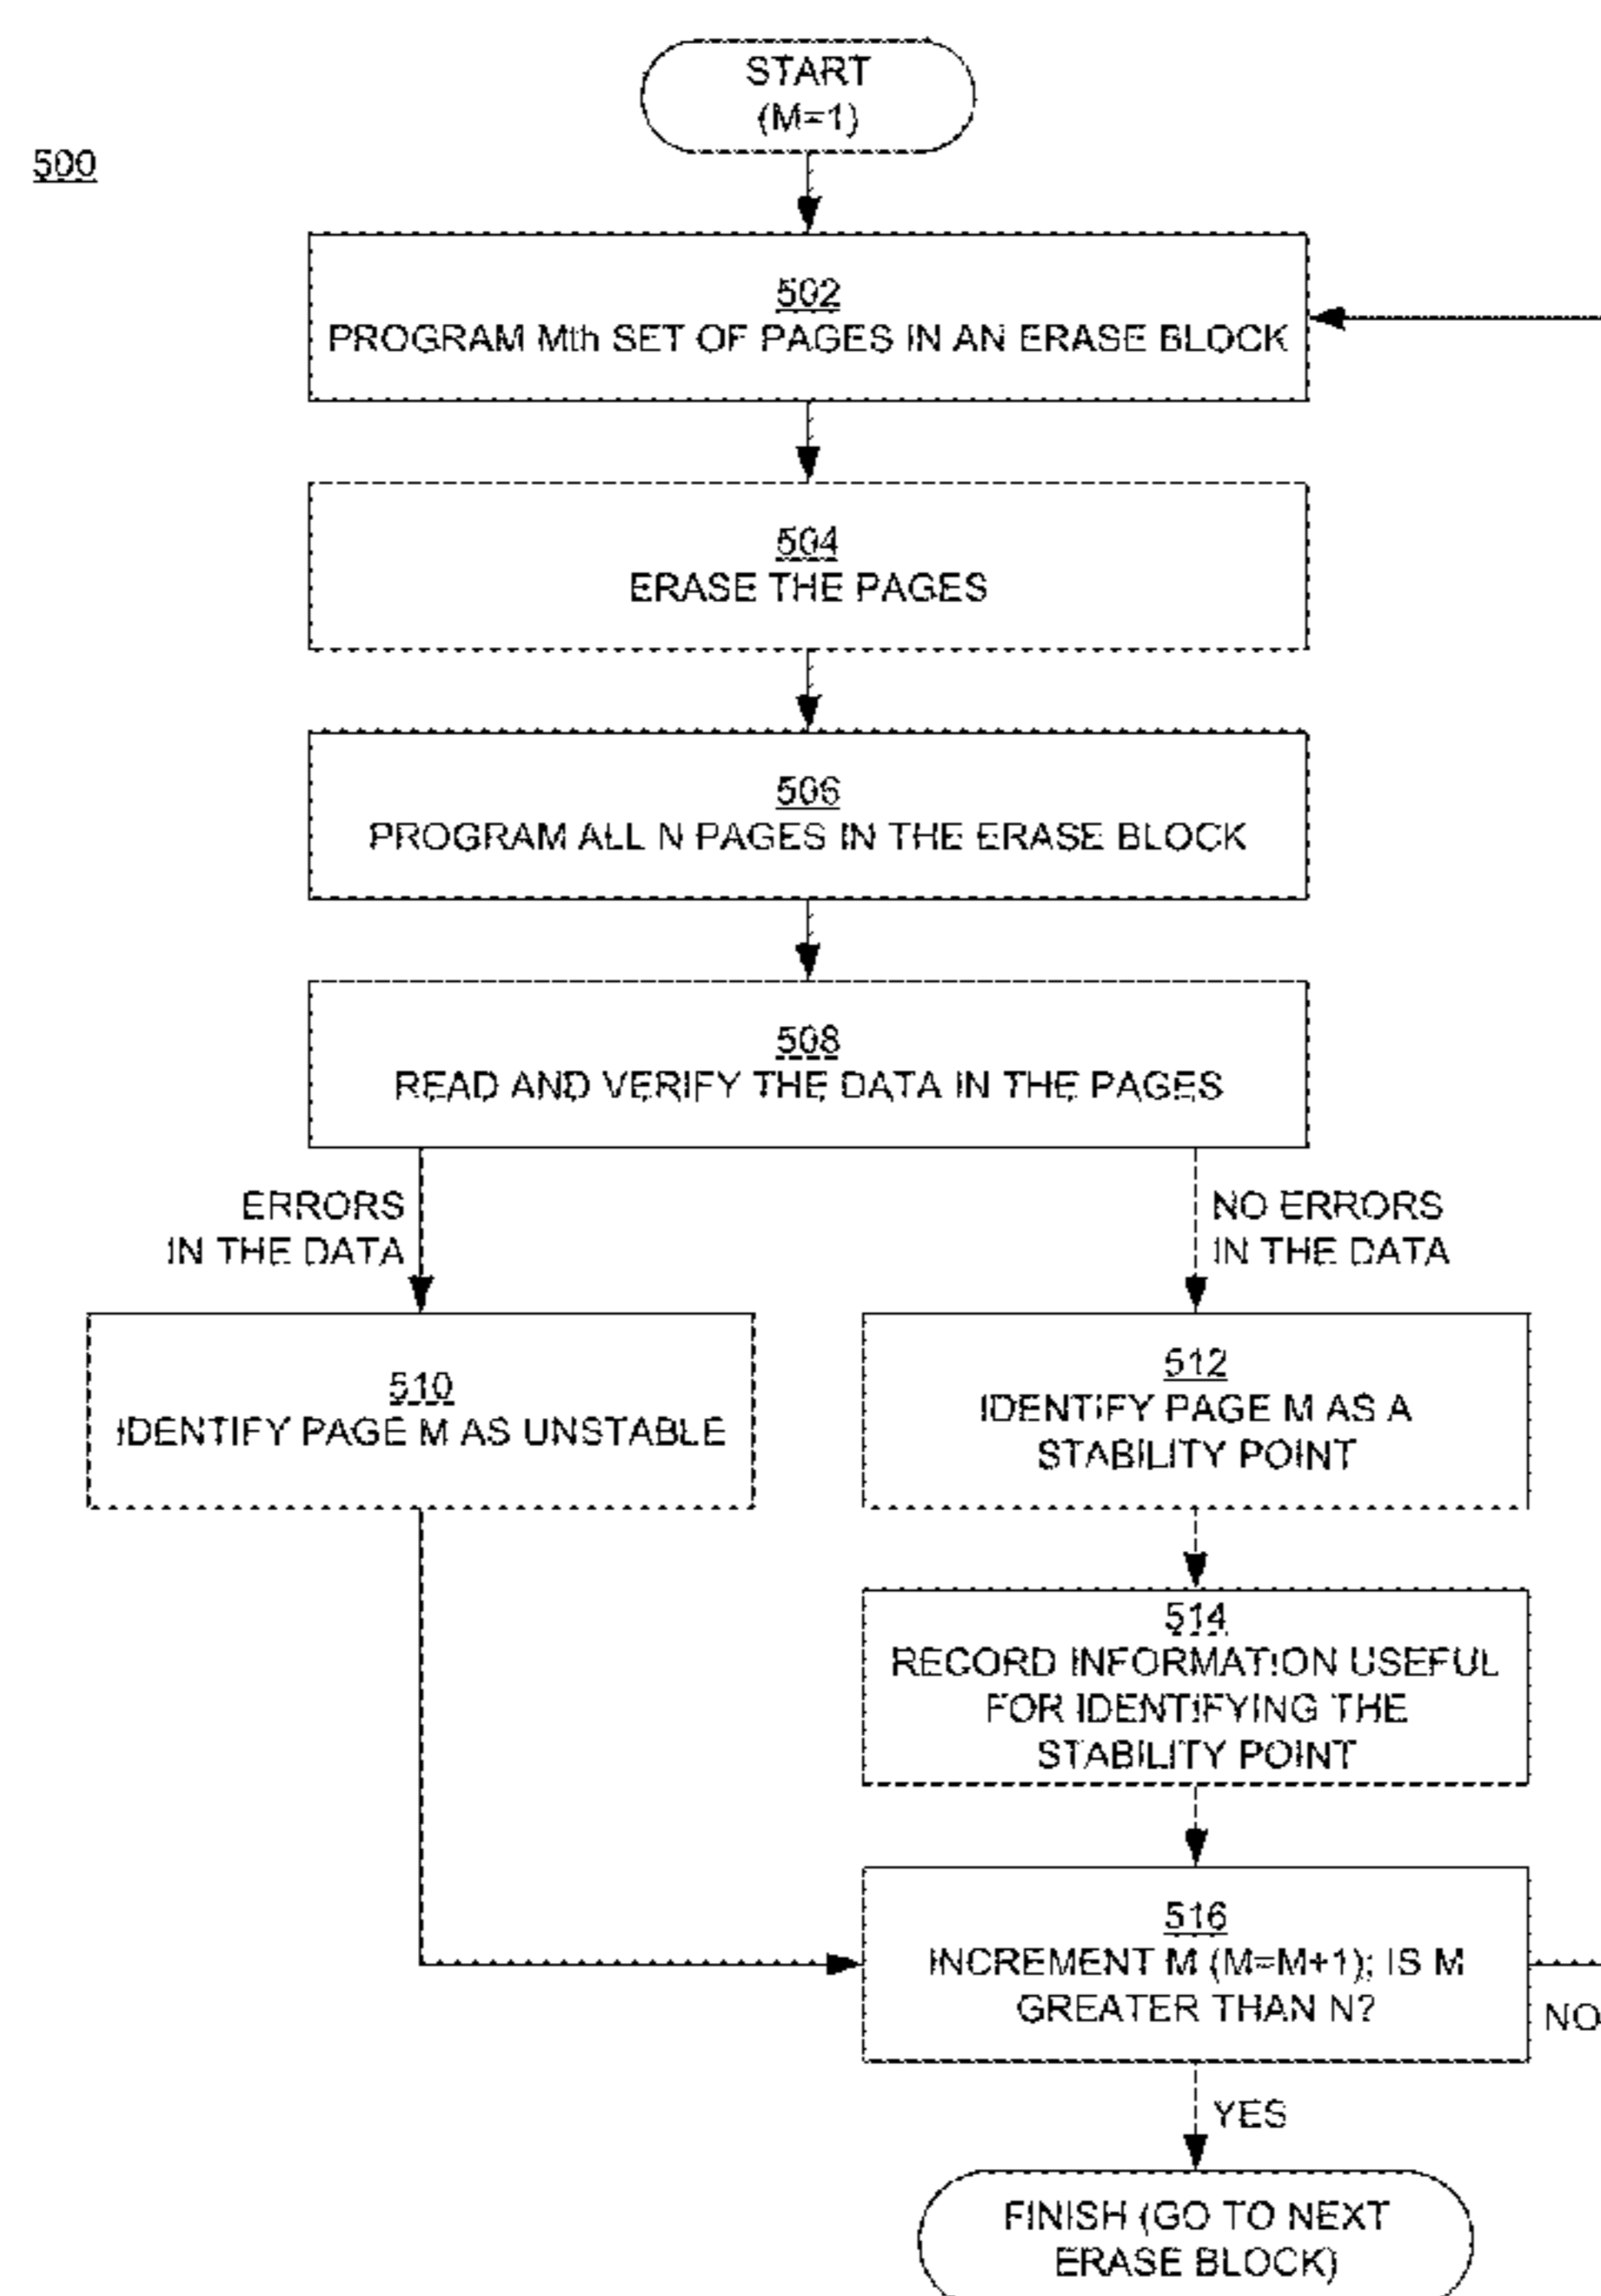 START
(M=1)
500
502
PROGRAM Mth SET OF PAGES IN AN ERASE BLOCK
504
ERASE THE PAGES
506
PROGRAM ALL N PAGES IN THE ERASE BLOCK
508
READ AND VERIFY THE DATA IN THE PAGES
ERRORS
IN THE DATA
NO ERRORS
IN THE DATA
510
IDENTIFY PAGE M AS UNSTABLE
512
IDENTIFY PAGE M AS A
STABILITY POINT
514
RECORD INFORMATION USEFUL
FOR IDENTIFYING THE
STABILITY POINT
516
INCREMENT M (M=M+1); IS M
GREATER THAN N?
NO
YES
FINISH (GO TO NEXT
ERASE BLOCK)